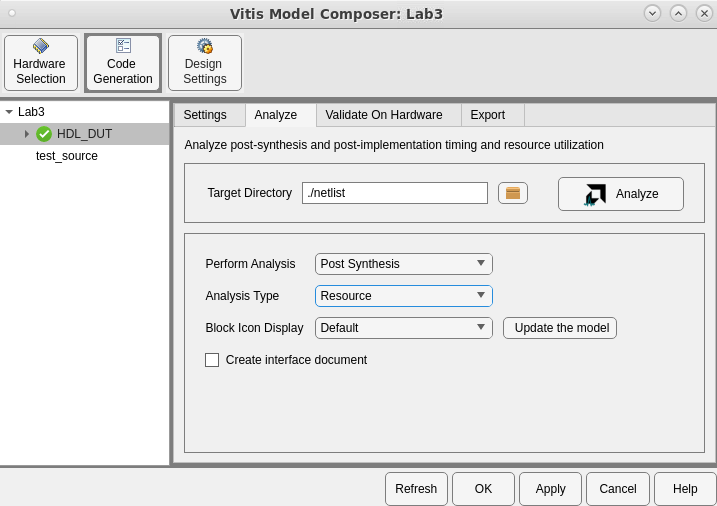 Vitis Model Composer: Lab3
Hardware
Selection
Code
Generation
Design
Settings
Lab3
HDL_DUT
test_source
Settings
Analyze
Validate On Hardware
Export
Analyze post-synthesis and post-implementation timing and resource utilization
Target Directory
./netlist
Analyze
Perform Analysis
Post Synthesis
Analysis Type
Resource
Block Icon Display
Default
Update the model
Create interface document
Refresh
OK
Apply
Cancel
Help